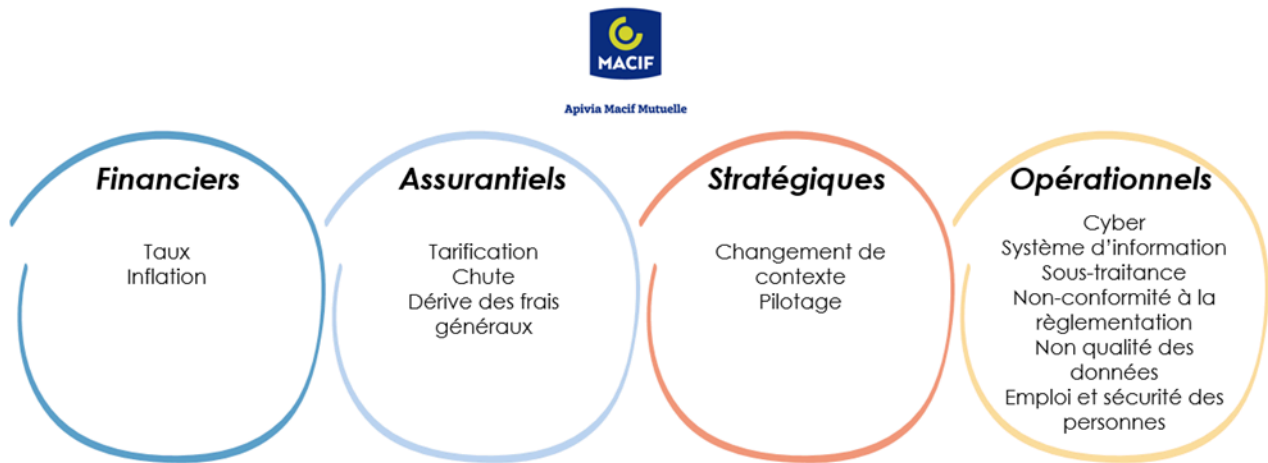 MACIF
Apivia Macif Mutuelle
Financiers
Taux
Inflation
Assurantiels
Tarification
Chute
Dérive des frais
généraux
Stratégiques
Changement de
contexte
Pilotage
Opérationnels
Cyber
Système d'information
Sous-traitance
Non-conformité à la
règlementation
Non qualité des
données
Emploi et sécurité des
personnes